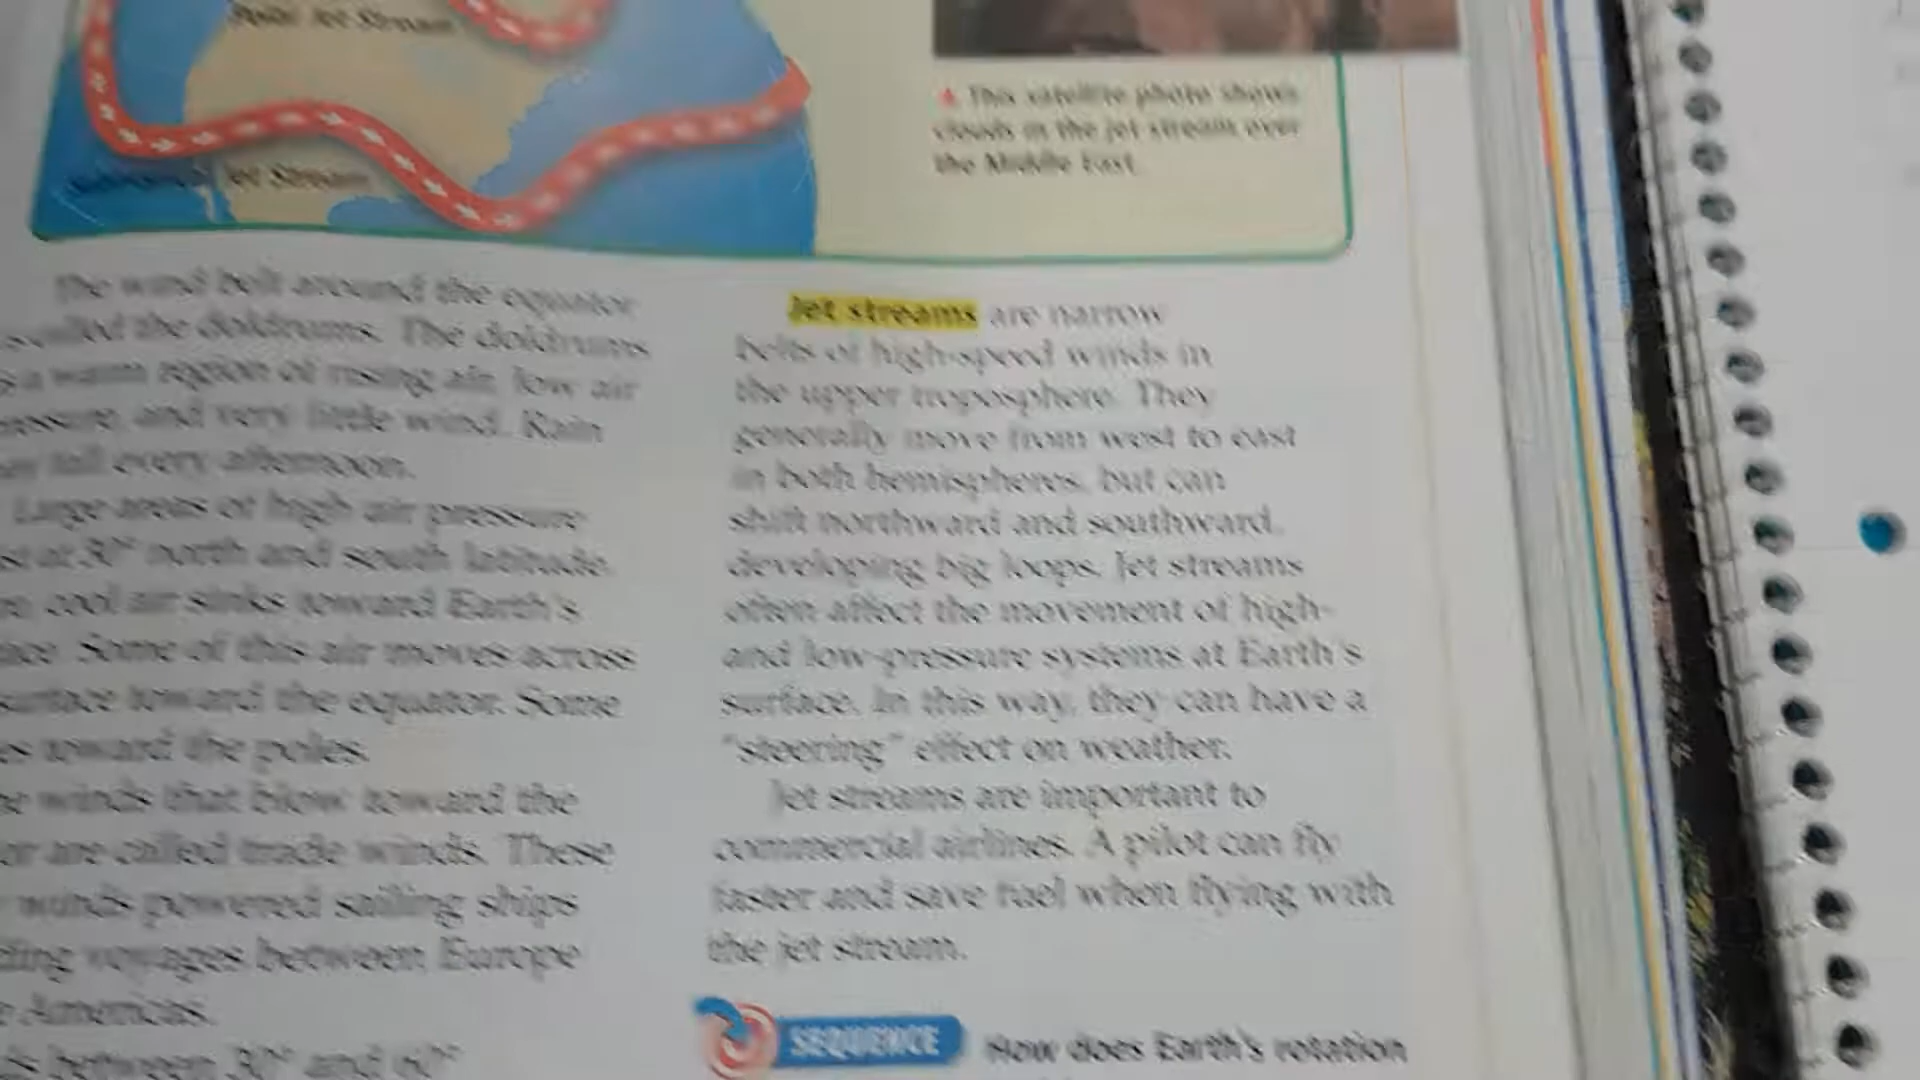 Polar Jet Stream
Jet Stream
This satellite photo shows
clouds in the jet stream over
the Middle East.
The wind belt around the equator
called the doldrums. The doldrums
a warm region of rising air, low air
and very little wind. Rain
fall every afternoon.
Large areas of high air pressure
at 30° north and south latitude.
cool air sinks toward Earth's
Some of this air moves across
surface toward the equator. Some
toward the poles.
winds that blow toward the
are called trade winds. These
winds powered sailing ships
voyages between Europe
Americas.
between 30° and 60°
Jet streams are narrow
belts of high-speed winds in
the upper troposphere. They
generally move from west to east
in both hemispheres, but can
shift northward and southward,
developing big loops. Jet streams
often affect the movement of high-
and low-pressure systems at Earth's
surface. In this way, they can have a
"steering" effect on weather.
Jet streams are important to
commercial airlines. A pilot can fly
faster and save fuel when flying with
the jet stream.
SEQUENCE How does Earth's rotation